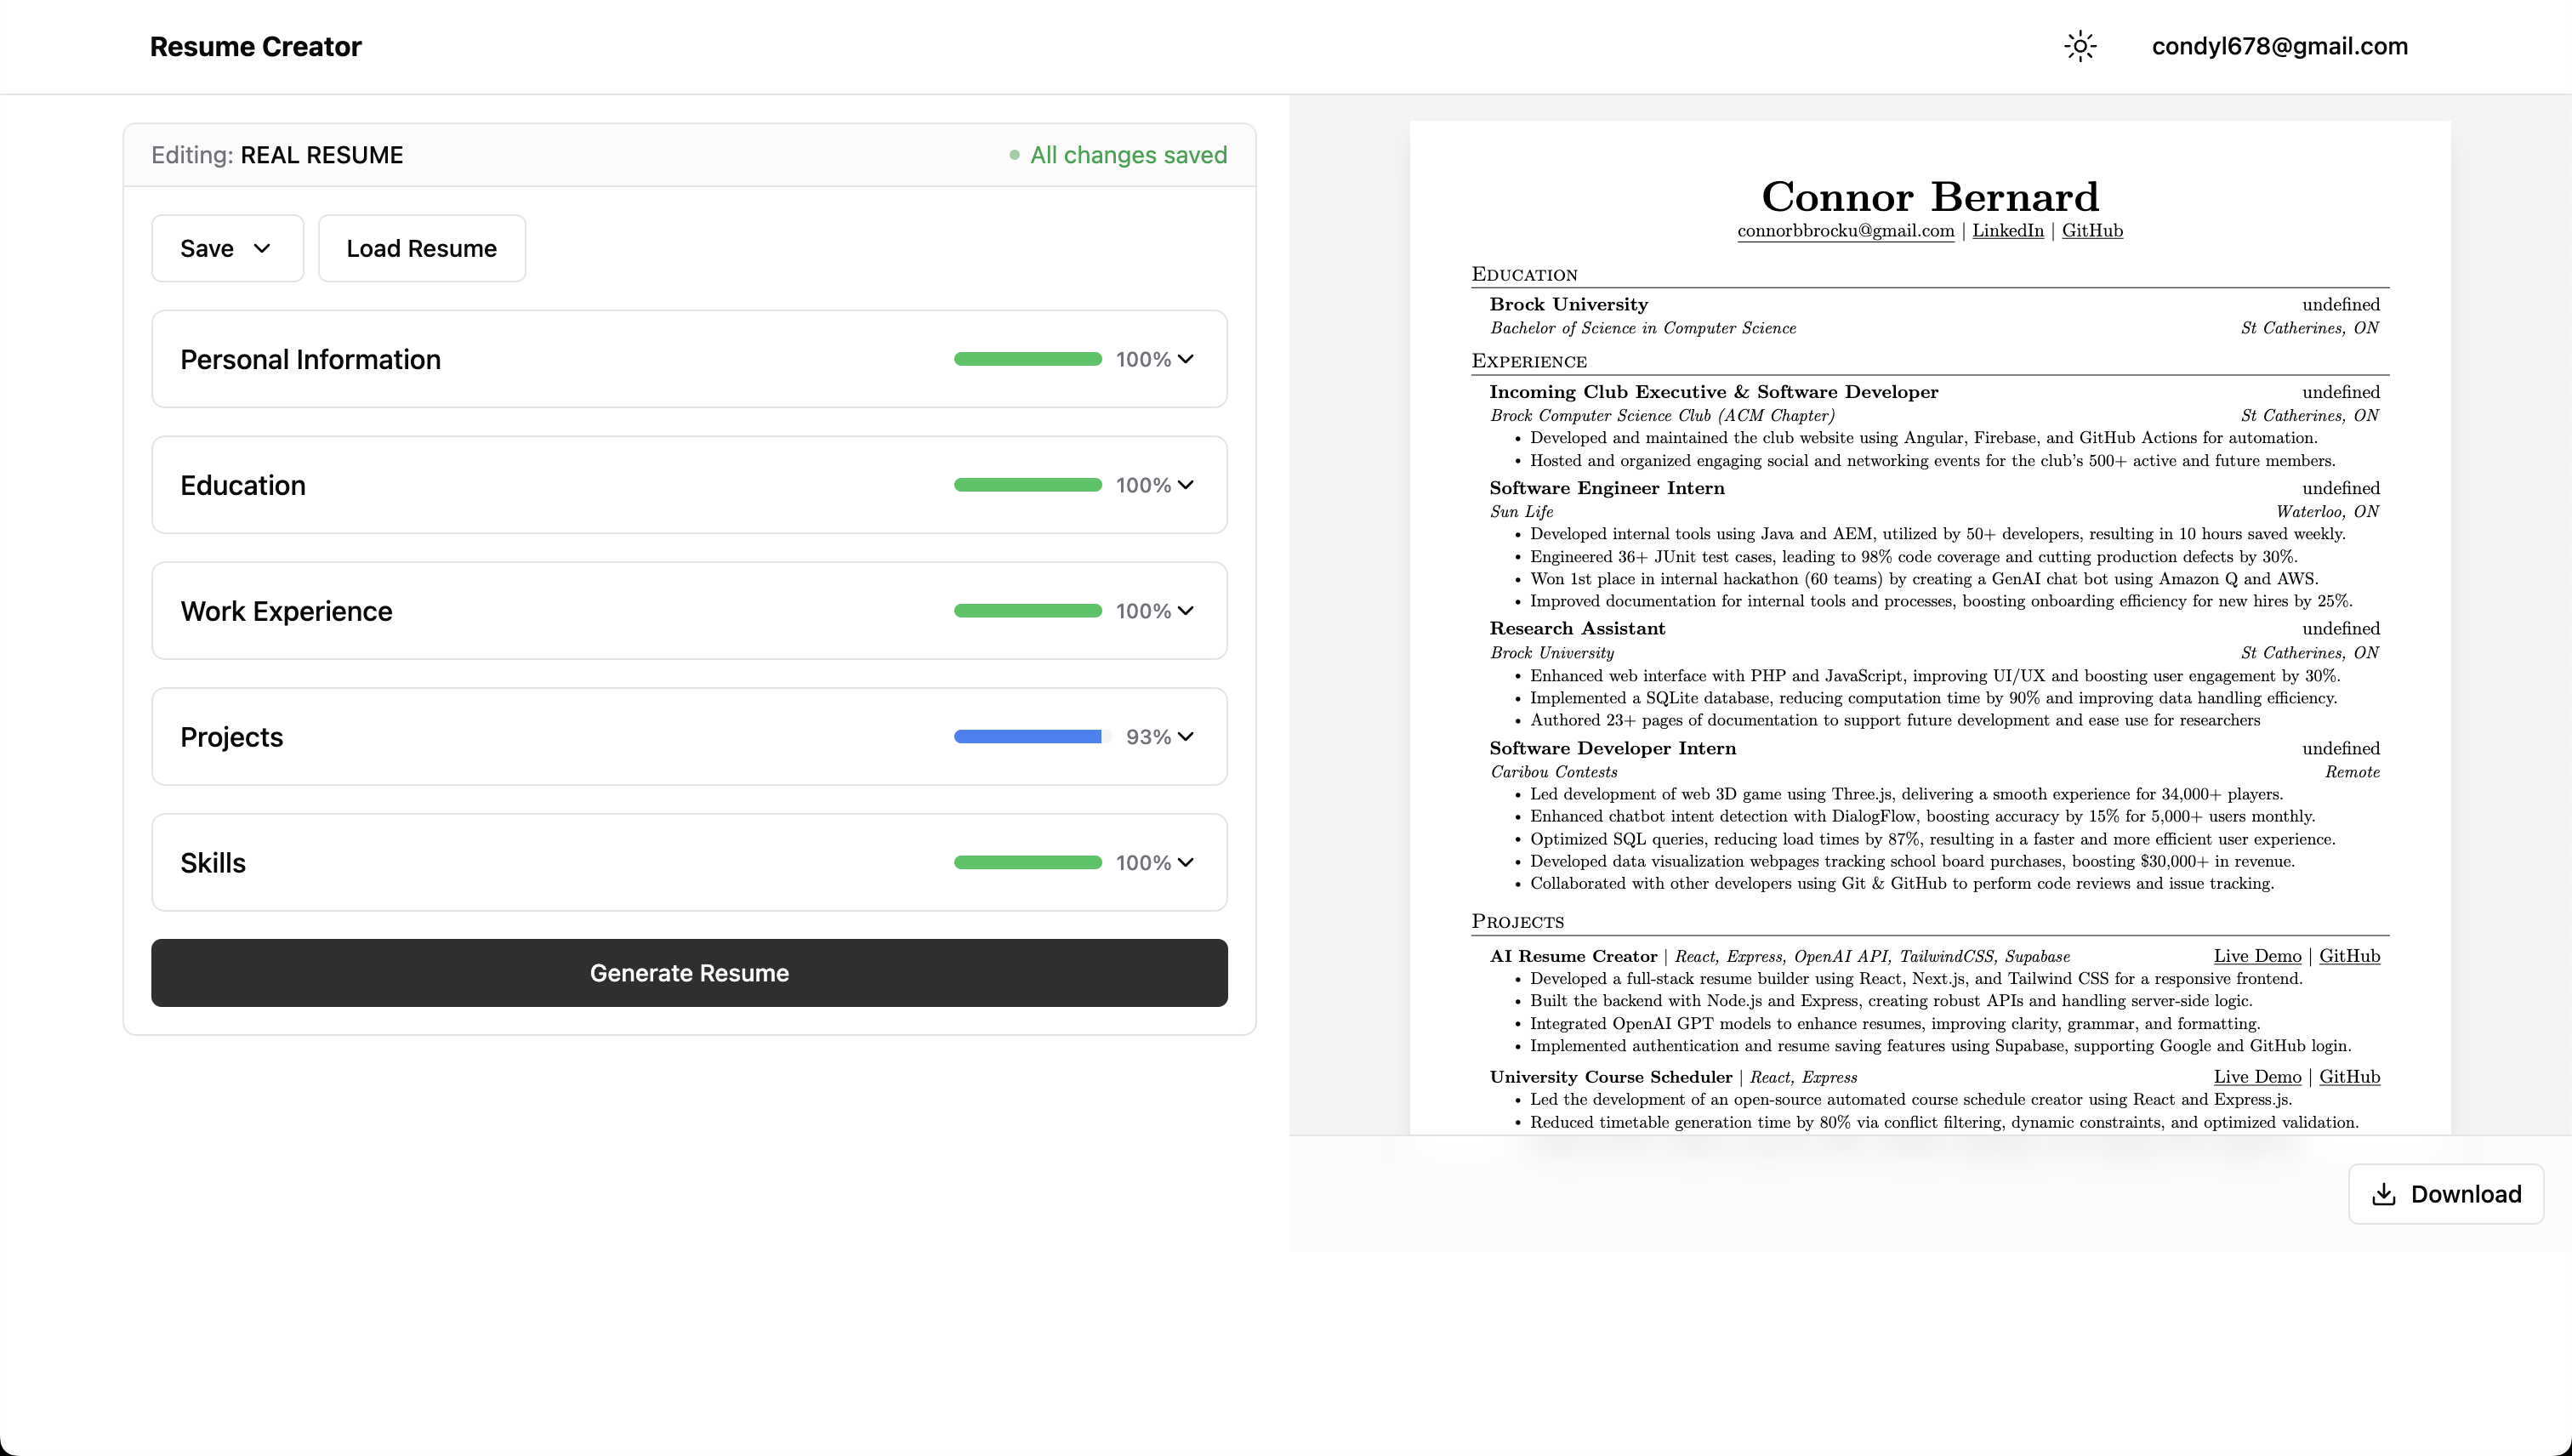 Resume Creator
condyl678@gmail.com
Editing: REAL RESUME
All changes saved
Save
Load Resume
Personal Information
100%
Education
100%
Work Experience
100%
Projects
93%
Skills
100%
Generate Resume
Connor Bernard
connorbbrocku@gmail.com | LinkedIn | GitHub
Education
Brock University undefined
Bachelor of Science in Computer Science St Catherines, ON
Experience
Incoming Club Executive & Software Developer undefined
Brock Computer Science Club (ACM Chapter) St Catherines, ON
• Developed and maintained the club website using Angular, Firebase, and GitHub Actions for automation.
• Hosted and organized engaging social and networking events for the club's 500+ active and future members.
Software Engineer Intern undefined
Sun Life Waterloo, ON
• Developed internal tools using Java and AEM, utilized by 50+ developers, resulting in 10 hours saved weekly.
• Engineered 36+ JUnit test cases, leading to 98% code coverage and cutting production defects by 30%.
• Won 1st place in internal hackathon (60 teams) by creating a GenAI chat bot using Amazon Q and AWS.
• Improved documentation for internal tools and processes, boosting onboarding efficiency for new hires by 25%.
Research Assistant undefined
Brock University St Catherines, ON
• Enhanced web interface with PHP and JavaScript, improving UI/UX and boosting user engagement by 30%.
• Implemented a SQLite database, reducing computation time by 90% and improving data handling efficiency.
• Authored 23+ pages of documentation to support future development and ease use for researchers
Software Developer Intern undefined
Caribou Contests Remote
• Led development of web 3D game using Three.js, delivering a smooth experience for 34,000+ players.
• Enhanced chatbot intent detection with DialogFlow, boosting accuracy by 15% for 5,000+ users monthly.
• Optimized SQL queries, reducing load times by 87%, resulting in a faster and more efficient user experience.
• Developed data visualization webpages tracking school board purchases, boosting $30,000+ in revenue.
• Collaborated with other developers using Git & GitHub to perform code reviews and issue tracking.
Projects
AI Resume Creator | React, Express, OpenAI API, TailwindCSS, Supabase Live Demo | GitHub
• Developed a full-stack resume builder using React, Next.js, and Tailwind CSS for a responsive frontend.
• Built the backend with Node.js and Express, creating robust APIs and handling server-side logic.
• Integrated OpenAI GPT models to enhance resumes, improving clarity, grammar, and formatting.
• Implemented authentication and resume saving features using Supabase, supporting Google and GitHub login.
University Course Scheduler | React, Express Live Demo | GitHub
• Led the development of an open-source automated course schedule creator using React and Express.js.
• Reduced timetable generation time by 80% via conflict filtering, dynamic constraints, and optimized validation.
Download